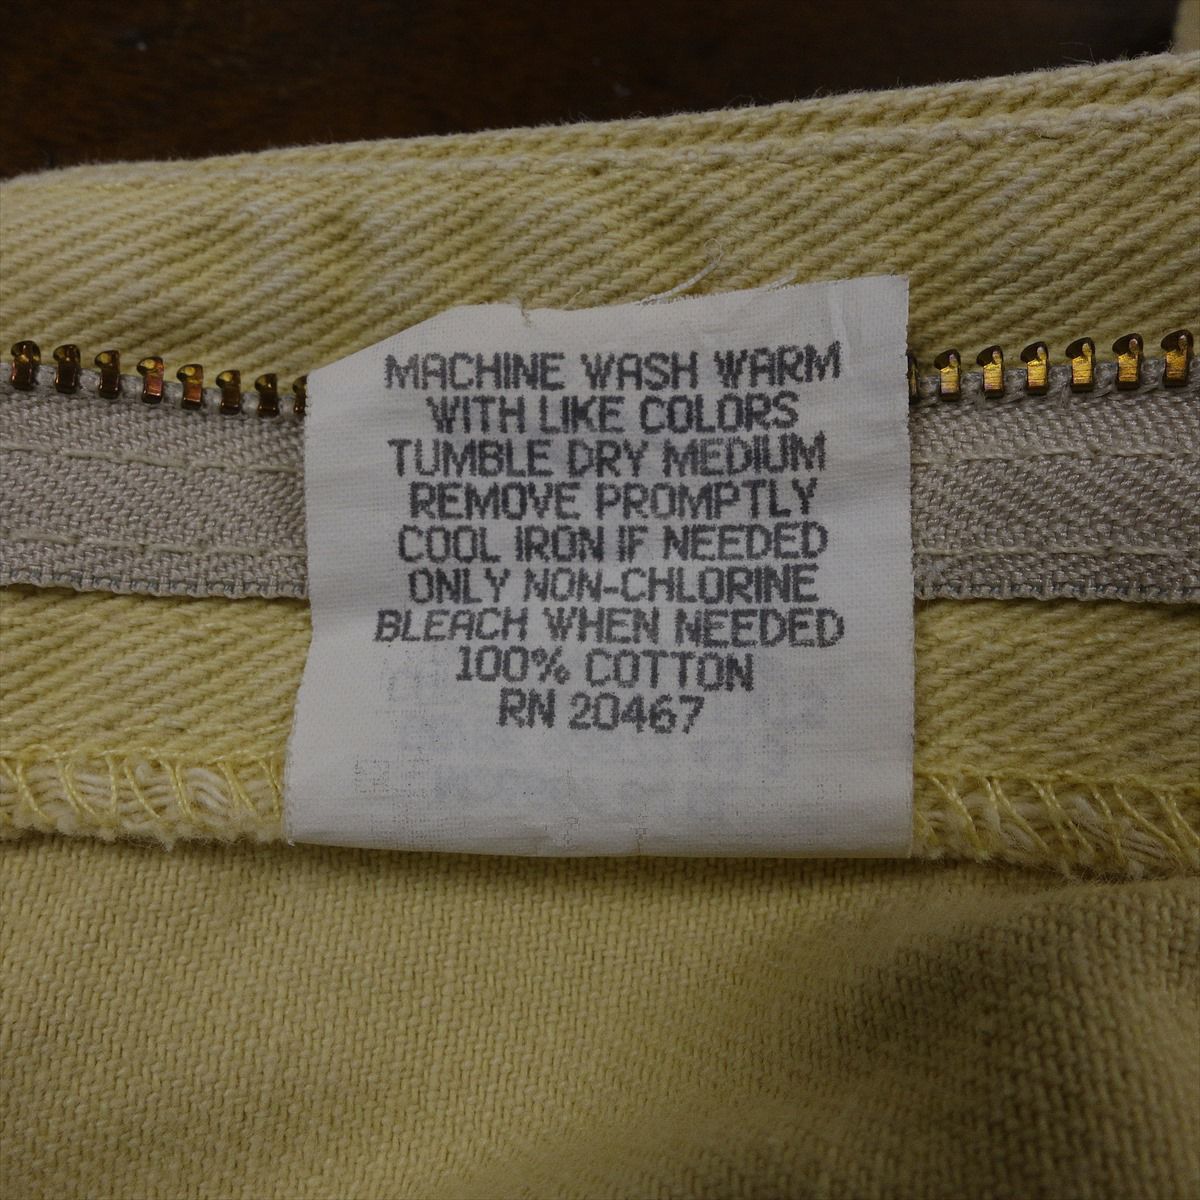 MACHINE WASH WARM
WITH LIKE COLORS
TUMBLE DRY MEDIUM
REMOVE PROMPTLY
COOL IRON IF NEEDED
ONLY NON-CHLORINE
BLEACH WHEN NEEDED
100% COTTON
RN 20467